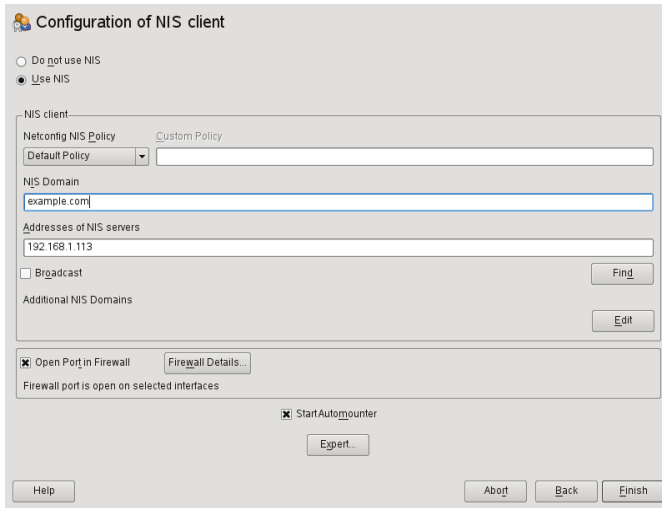 Configuration of NIS client
Do not use NIS
Use NIS
NIS client
Netconfig NIS Policy Custom Policy
Default Policy
NIS Domain
example.com
Addresses of NIS servers
192.168.1.113
Broadcast Find
Additional NIS Domains
Edit
Open Port in Firewall Firewall Details...
Firewall port is open on selected interfaces
Start Automounter
Expert...
Help Abort Back Finish